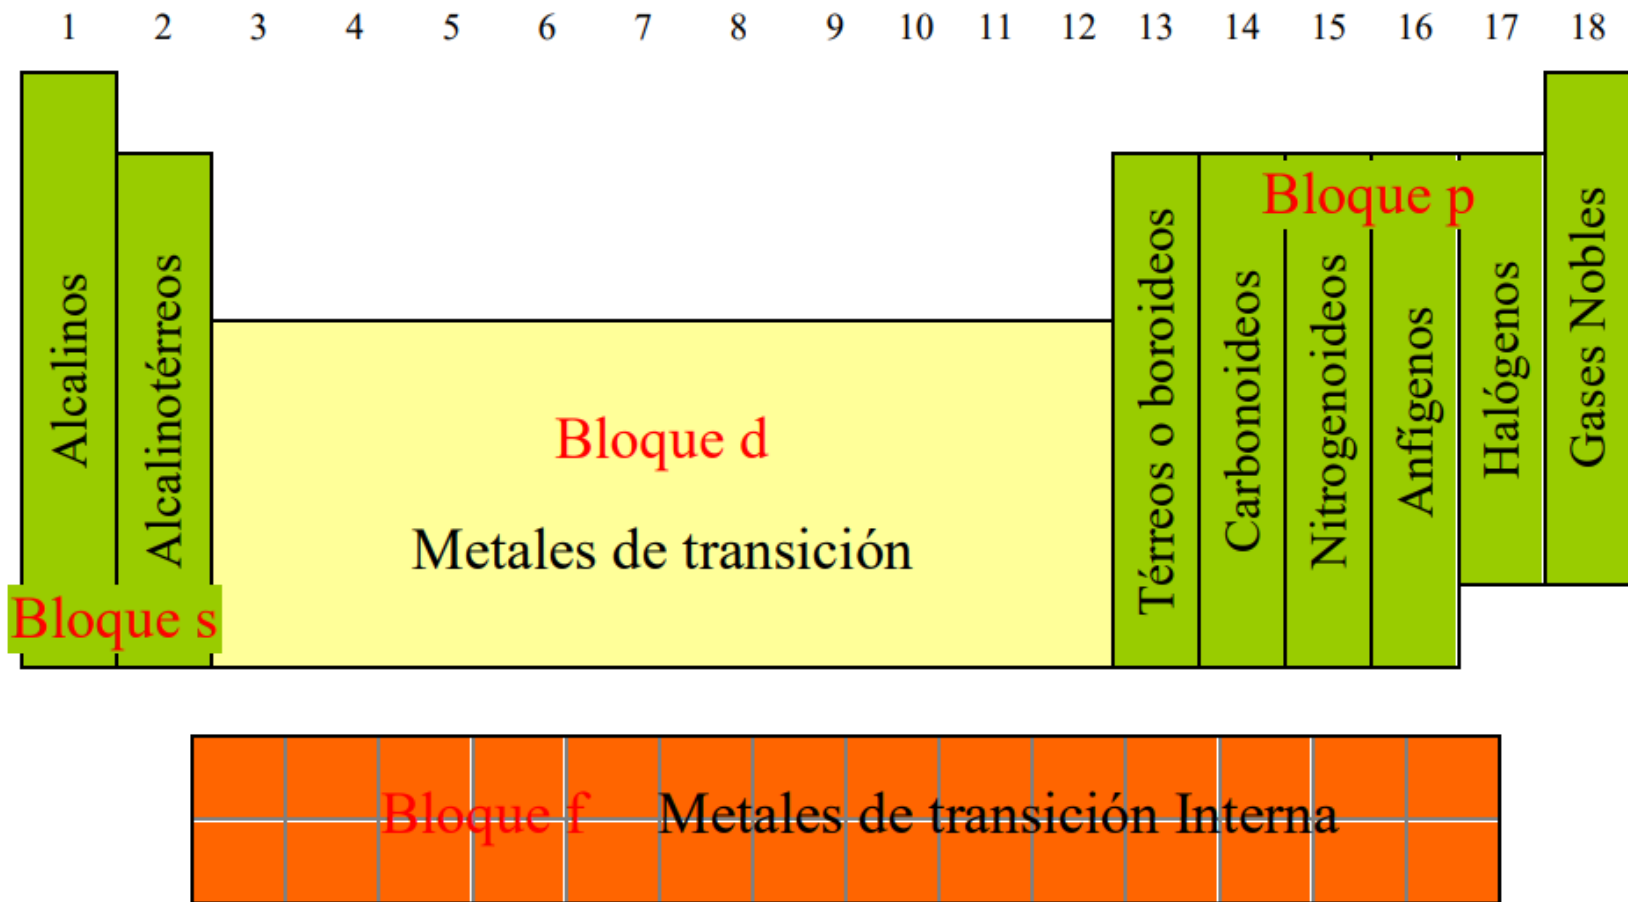 1 2 3 4 5 6 7 8 9 10 11 12 13 14 15 16 17 18
Alcalinos
Alcalinotérreos
Bloque s
Bloque d
Metales de transición
Bloque p
Térreos o boroideos
Carbonoideos
Nitrogenoideos
Anfígenos
Halógenos
Gases Nobles
Bloque f Metales de transición Interna